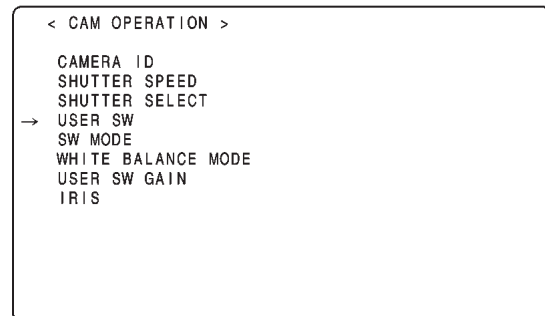 < CAM OPERATION >
CAMERA ID
SHUTTER SPEED
SHUTTER SELECT
→ USER SW
SW MODE
WHITE BALANCE MODE
USER SW GAIN
IRIS